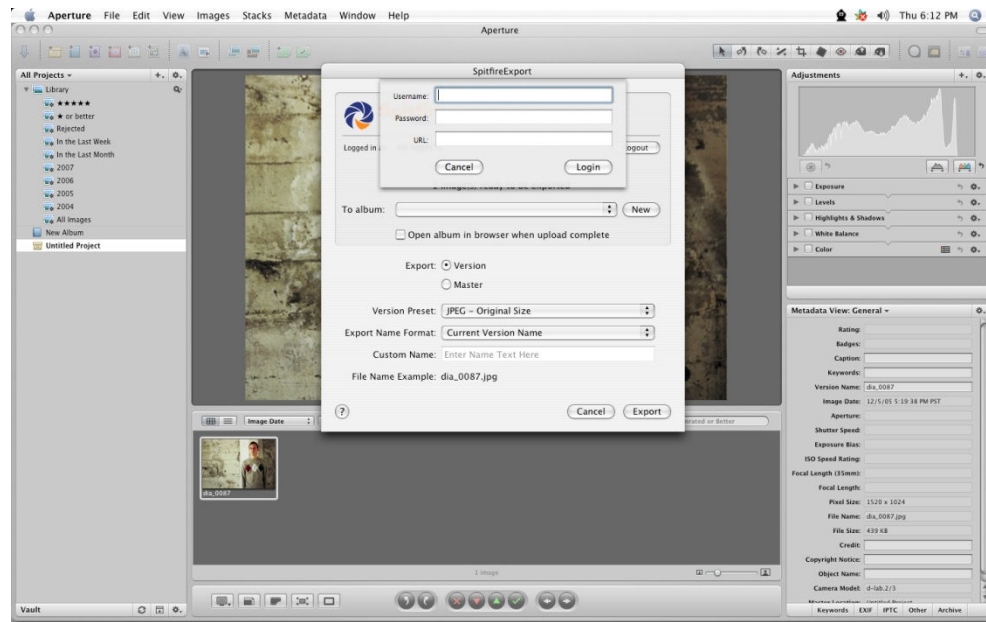 Aperture File Edit View Images Stacks Metadata Window Help
Thu 6:12 PM
Aperture
All Projects
Library
★★★★★
★ or better
Rejected
In the Last Week
In the Last Month
2007
2006
2005
2004
All Images
New Album
Untitled Project
Vault
SpitfireExport
Username:
Password:
URL:
Logged in
Logout
Cancel Login
To album:
New
Open album in browser when upload complete
Export: Version
Master
Version Preset: JPEG - Original Size
Export Name Format: Current Version Name
Custom Name: Enter Name Text Here
File Name Example: dia_0087.jpg
?
Cancel Export
Image Date
or Better
dia_0087
1 image
Adjustments
Exposure
Levels
Highlights & Shadows
White Balance
Color
Metadata View: General
Rating:
Badges:
Caption:
Keywords:
Version Name: dia_0087
Image Date: 12/5/05 5:19:38 PM PST
Aperture:
Shutter Speed:
Exposure Bias:
ISO Speed Rating:
Focal Length (35mm):
Focal Length:
Pixel Size: 1520 x 1024
File Name: dia_0087.jpg
File Size: 439 KB
Credit:
Copyright Notice:
Object Name:
Camera Model: d-lab.2/3
Master Location: Untitled Project
Keywords EXIF IPTC Other Archive